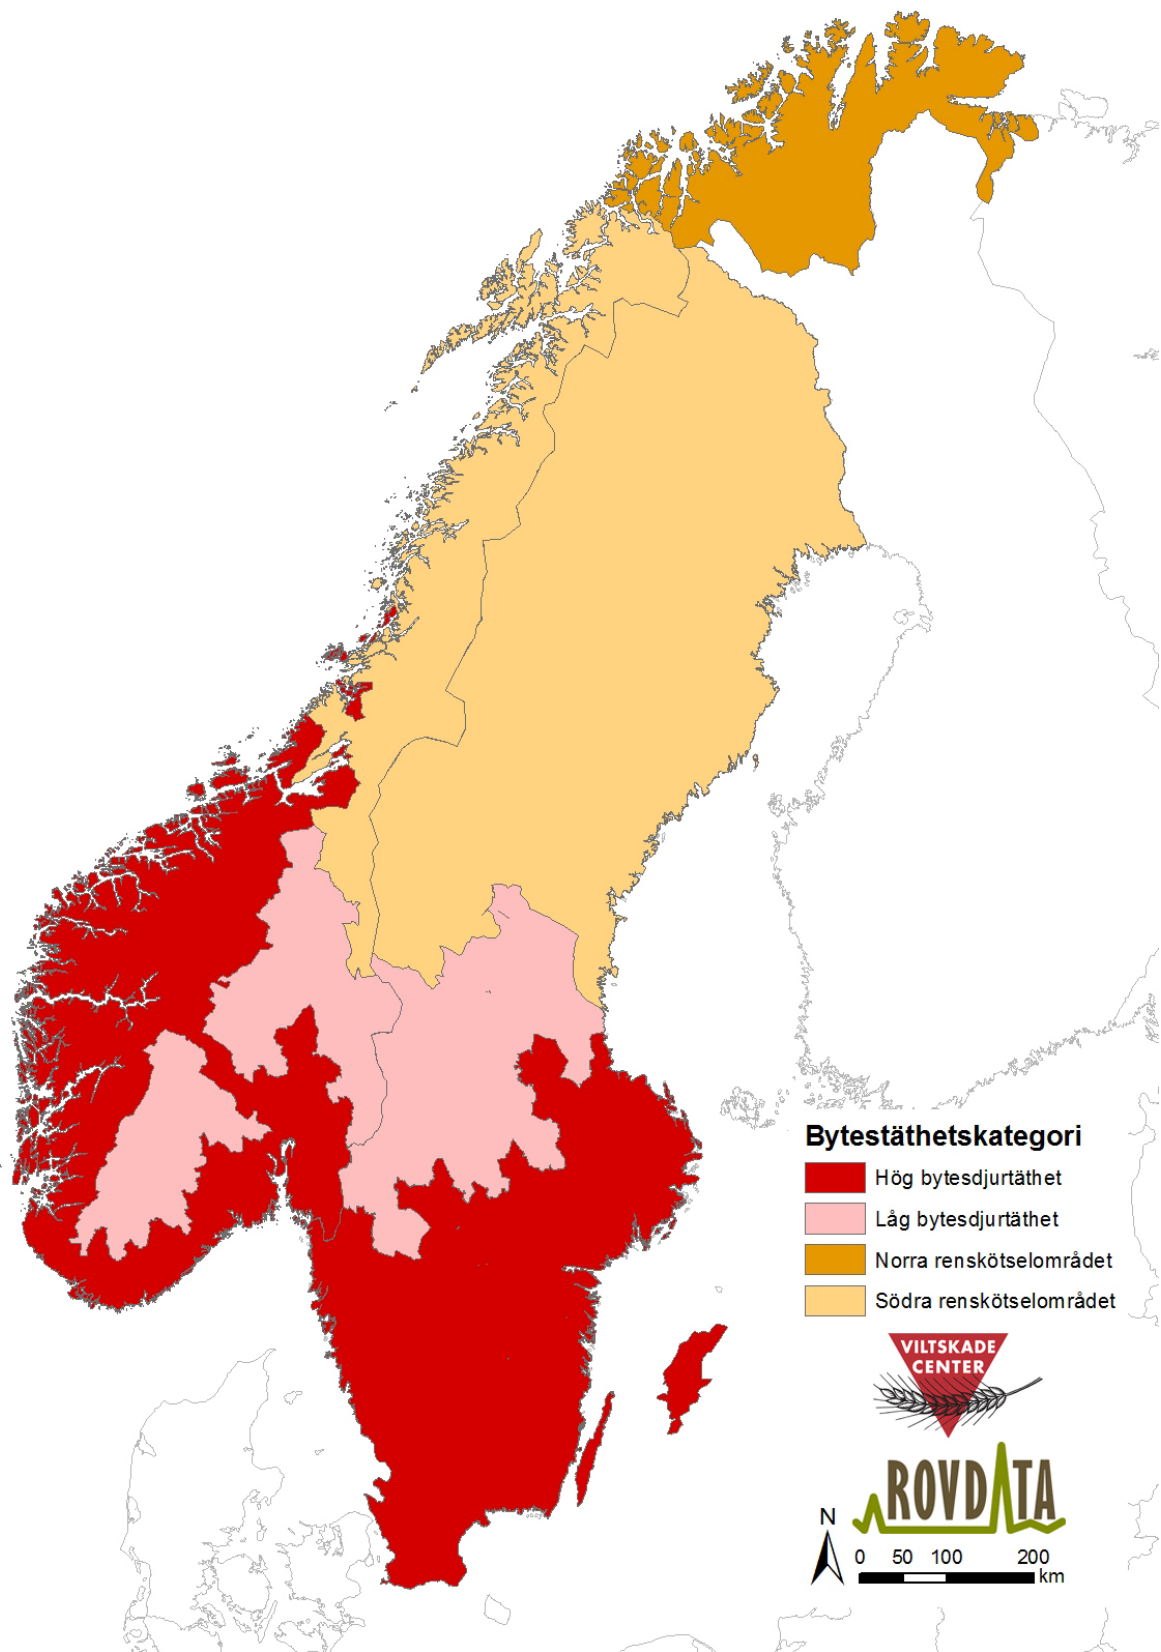 Bytestäthetskategori
Hög bytesdjurtäthet
Låg bytesdjurtäthet
Norra renskötselområdet
Södra renskötselområdet
VILTSKADE
CENTER
ROVDATA
N
0 50 100 200
km